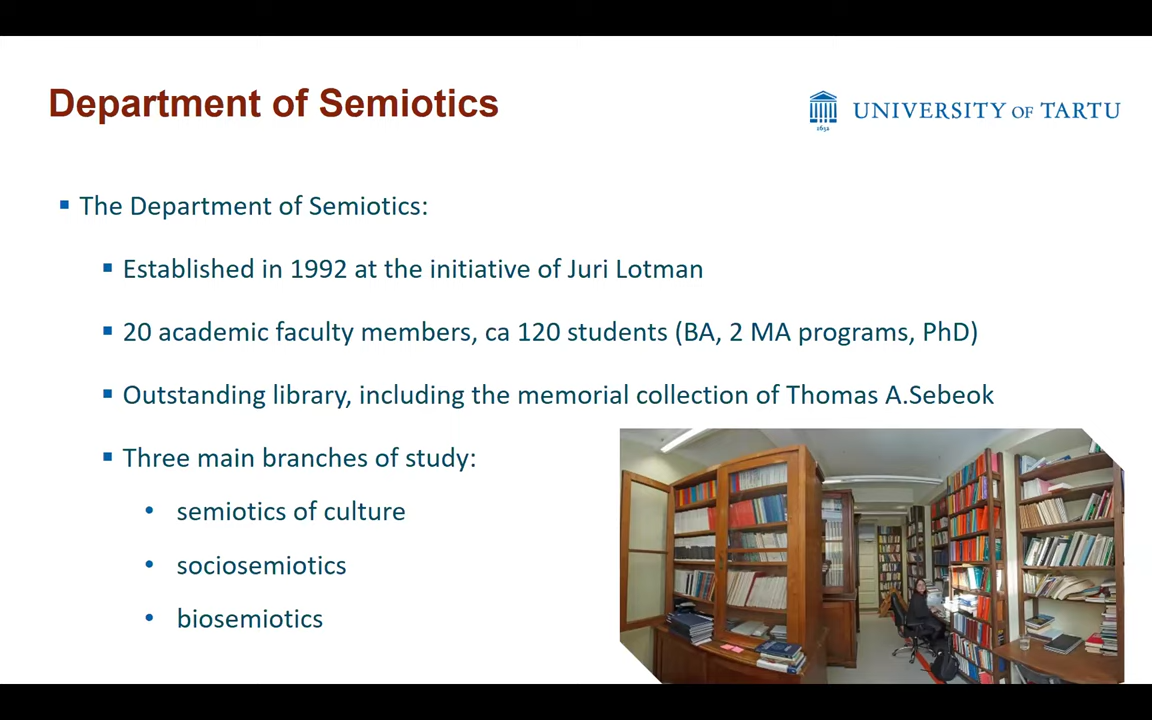 Department of Semiotics
UNIVERSITY OF TARTU
1632
The Department of Semiotics:
Established in 1992 at the initiative of Juri Lotman
20 academic faculty members, ca 120 students (BA, 2 MA programs, PhD)
Outstanding library, including the memorial collection of Thomas A.Sebeok
Three main branches of study:
semiotics of culture
sociosemiotics
biosemiotics